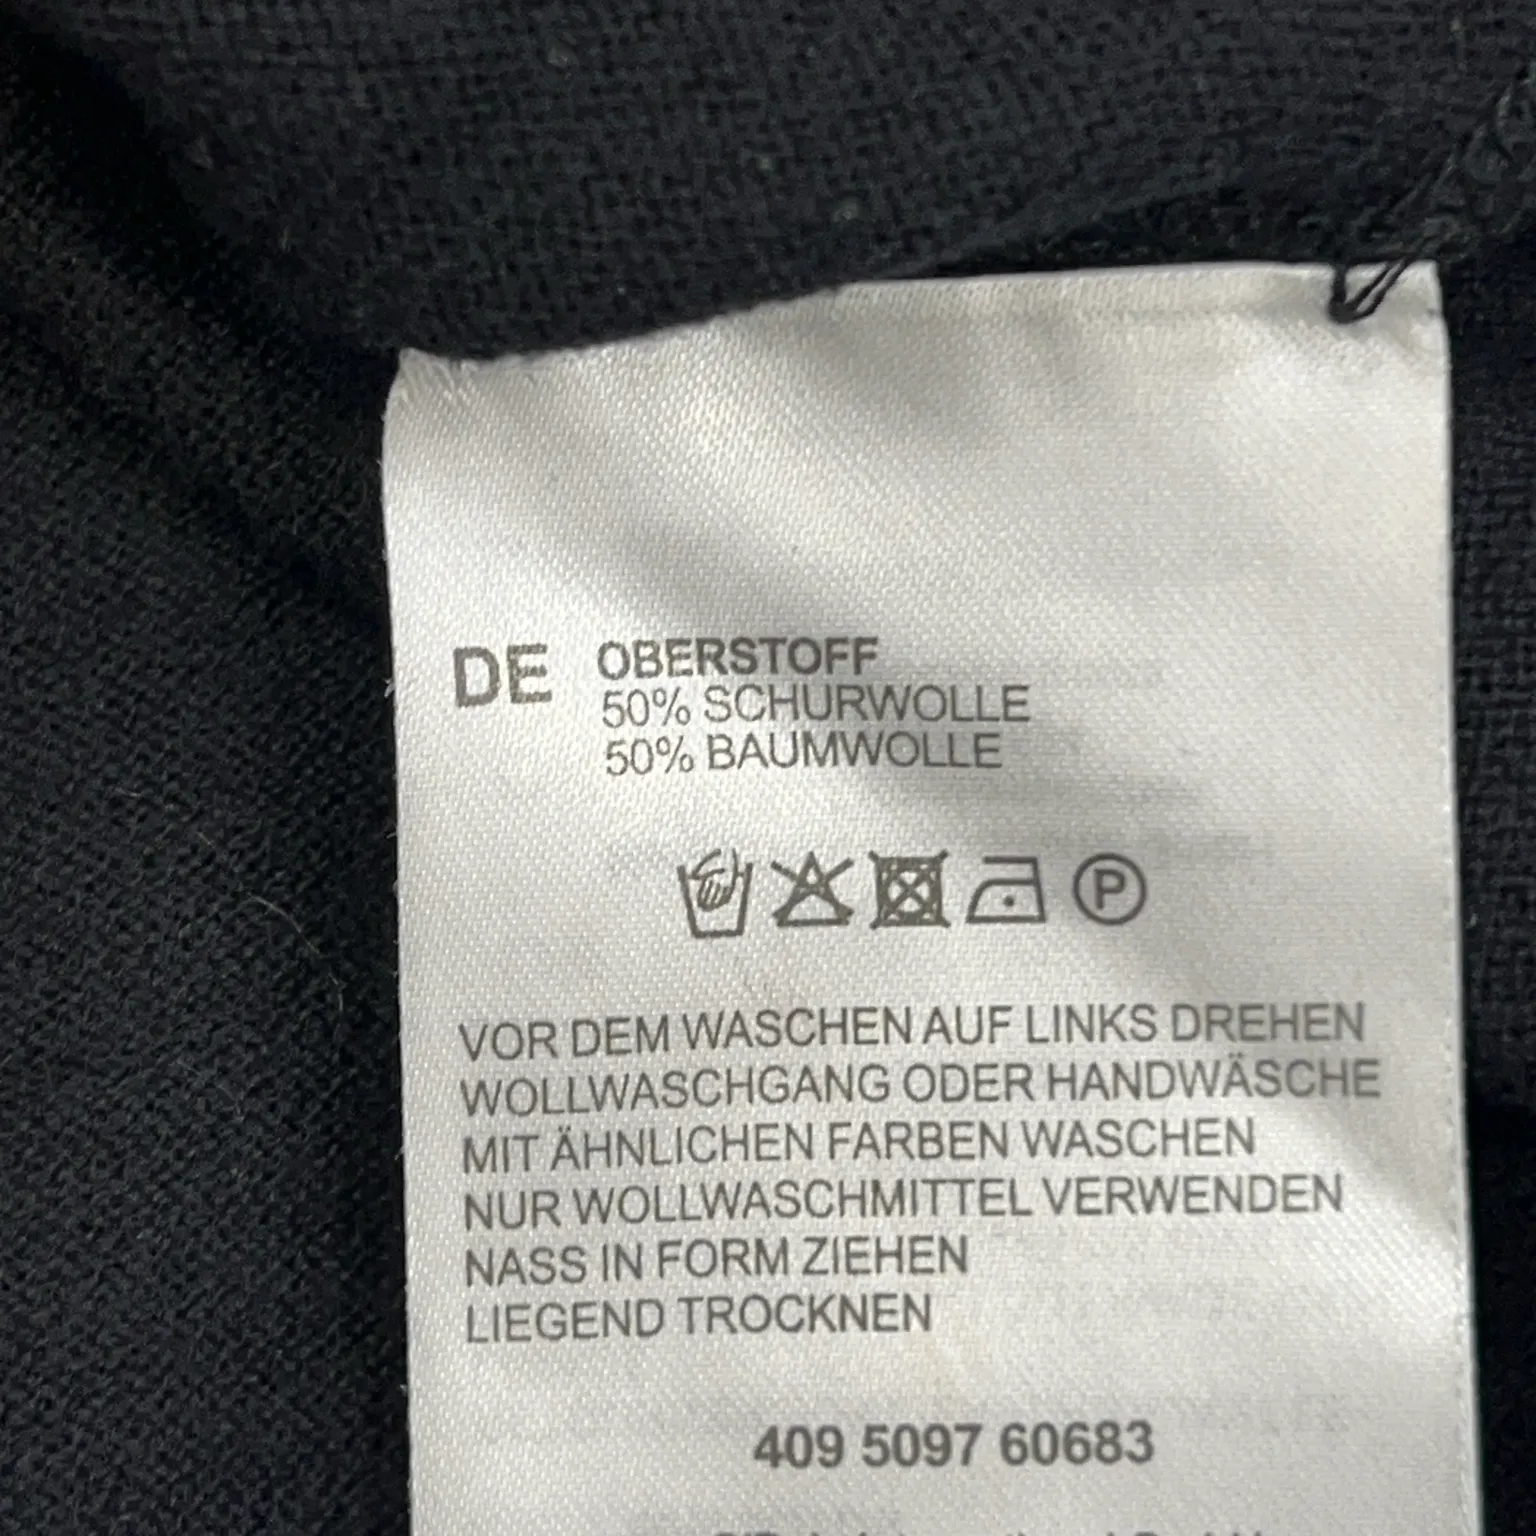 DE OBERSTOFF
50% SCHURWOLLE
50% BAUMWOLLE
P
VOR DEM WASCHEN AUF LINKS DREHEN
WOLLWASCHGANG ODER HANDWÄSCHE
MIT ÄHNLICHEN FARBEN WASCHEN
NUR WOLLWASCHMITTEL VERWENDEN
NASS IN FORM ZIEHEN
LIEGEND TROCKNEN
409 5097 60683